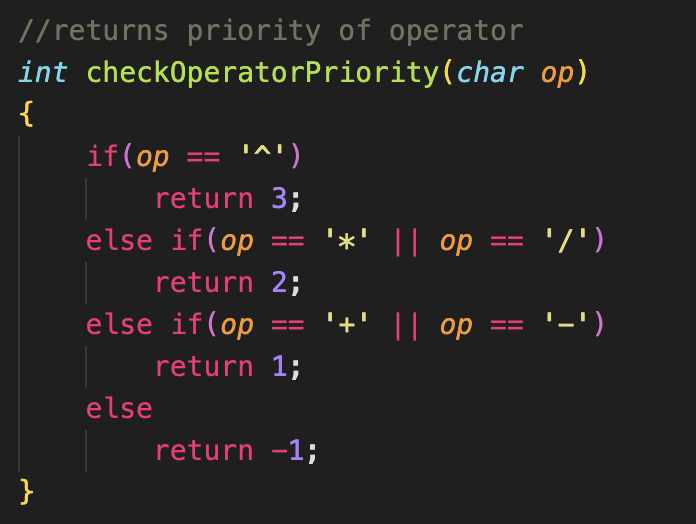 //returns priority of operator
int checkOperatorPriority(char op)
{
    if(op == '^')
        return 3;
    else if(op == '*' || op == '/')
        return 2;
    else if(op == '+' || op == '-')
        return 1;
    else
        return -1;
}